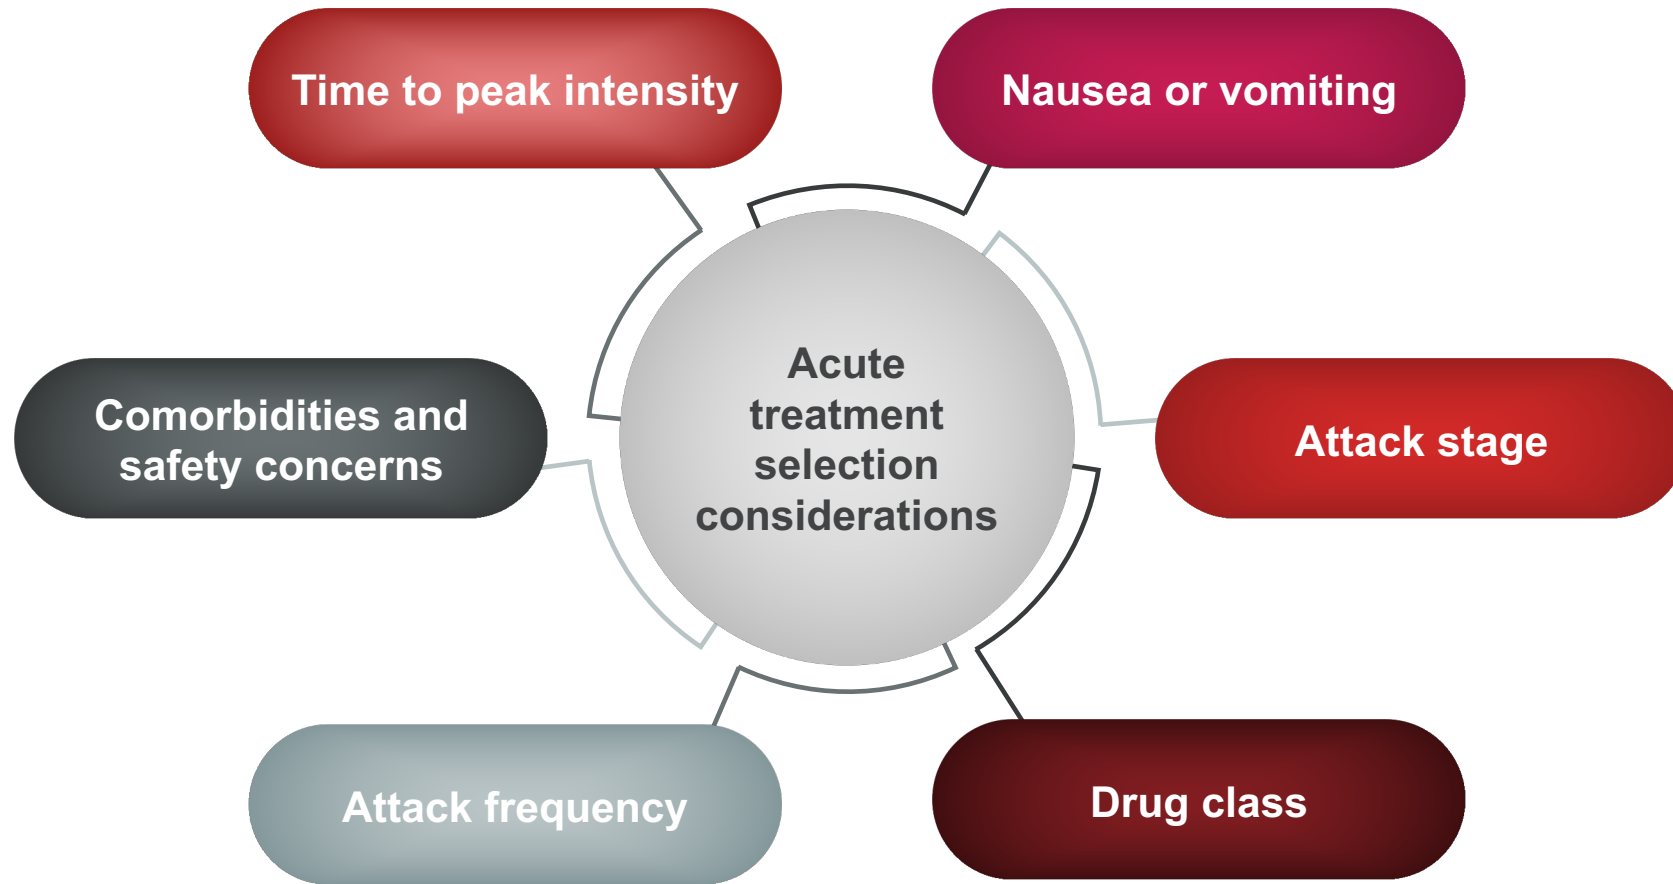 Time to peak intensity
Nausea or vomiting
Comorbidities and
safety concerns
Acute
treatment
selection
considerations
Attack stage
Attack frequency
Drug class